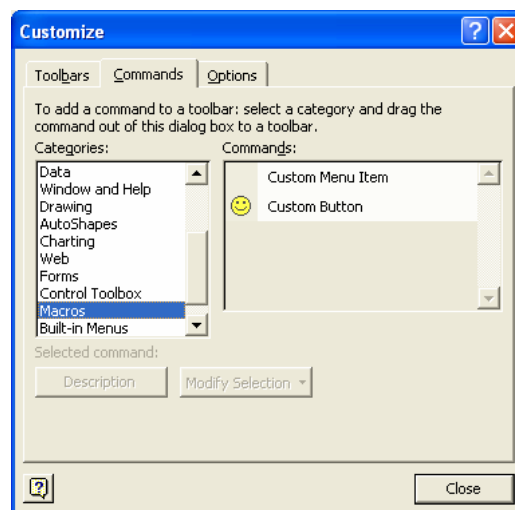 Customize
Toolbars Commands Options
To add a command to a toolbar: select a category and drag the
command out of this dialog box to a toolbar.
Categories: Commands:
Data
Window and Help
Drawing
AutoShapes
Charting
Web
Forms
Control Toolbox
Macros
Built-in Menus
Custom Menu Item
Custom Button
Selected command:
Description Modify Selection
Close